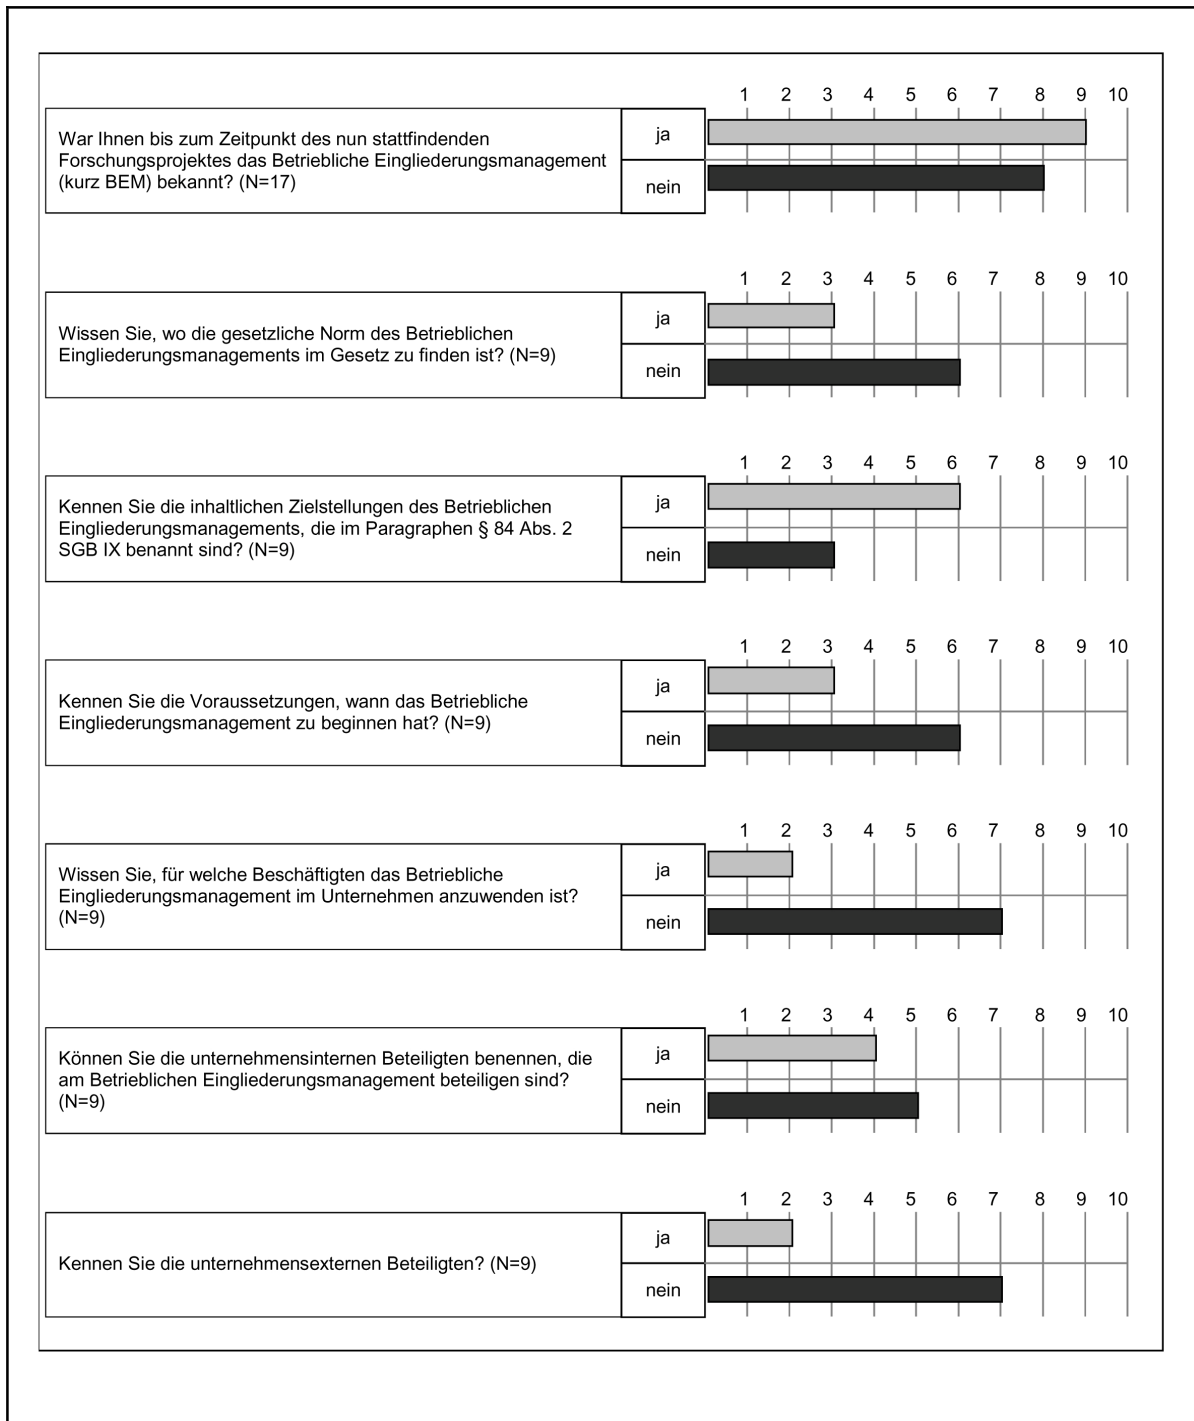 1 2 3 4 5 6 7 8 9 10
War Ihnen bis zum Zeitpunkt des nun stattfindenden
Forschungsprojektes das Betriebliche Eingliederungsmanagement
(kurz BEM) bekannt? (N=17)
ja
nein
1 2 3 4 5 6 7 8 9 10
Wissen Sie, wo die gesetzliche Norm des Betrieblichen
Eingliederungsmanagements im Gesetz zu finden ist? (N=9)
ja
nein
1 2 3 4 5 6 7 8 9 10
Kennen Sie die inhaltlichen Zielstellungen des Betrieblichen
Eingliederungsmanagements, die im Paragraphen § 84 Abs. 2
SGB IX benannt sind? (N=9)
ja
nein
1 2 3 4 5 6 7 8 9 10
Kennen Sie die Voraussetzungen, wann das Betriebliche
Eingliederungsmanagement zu beginnen hat? (N=9)
ja
nein
1 2 3 4 5 6 7 8 9 10
Wissen Sie, für welche Beschäftigten das Betriebliche
Eingliederungsmanagement im Unternehmen anzuwenden ist?
(N=9)
ja
nein
1 2 3 4 5 6 7 8 9 10
Können Sie die unternehmensinternen Beteiligten benennen, die
am Betrieblichen Eingliederungsmanagement beteiligen sind?
(N=9)
ja
nein
1 2 3 4 5 6 7 8 9 10
Kennen Sie die unternehmensexternen Beteiligten? (N=9)
ja
nein